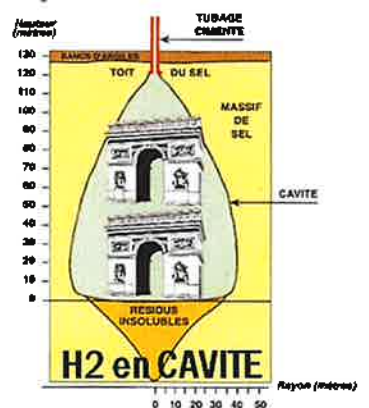 Hauteur
(mètres)
TUBAGE
CIMENTE
130
BANCS D'ARGILES
120
TOIT DU SEL
110
100
MASSIF
DE
SEL
90
80
70
60
CAVITE
50
40
30
20
10
0
RESIDUS
INSOLUBLES
H2 en CAVITE
Rayon (mètres)
0 10 20 30 40 50